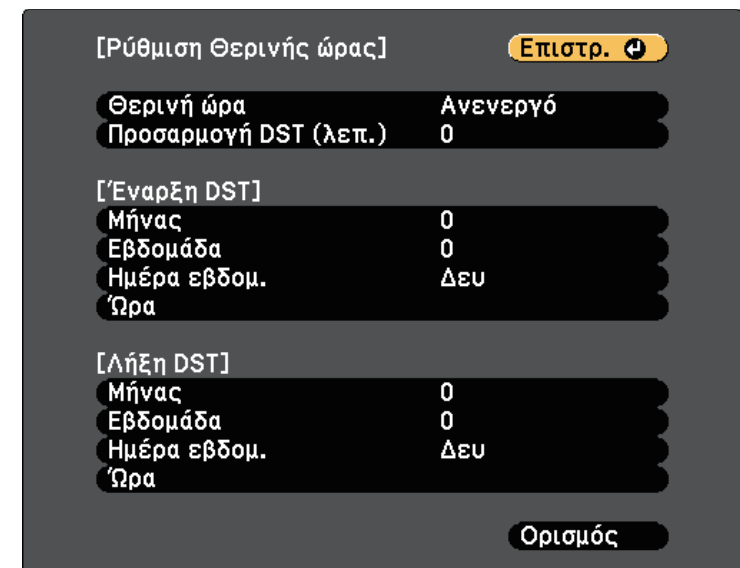 [Ρύθμιση Θερινής ώρας] Επιστρ.
Θερινή ώρα Ανενεργό
Προσαρμογή DST (λεπ.) 0
[Έναρξη DST]
Μήνας 0
Εβδομάδα 0
Ημέρα εβδομ. Δευ
Ώρα
[Λήξη DST]
Μήνας 0
Εβδομάδα 0
Ημέρα εβδομ. Δευ
Ώρα
Ορισμός